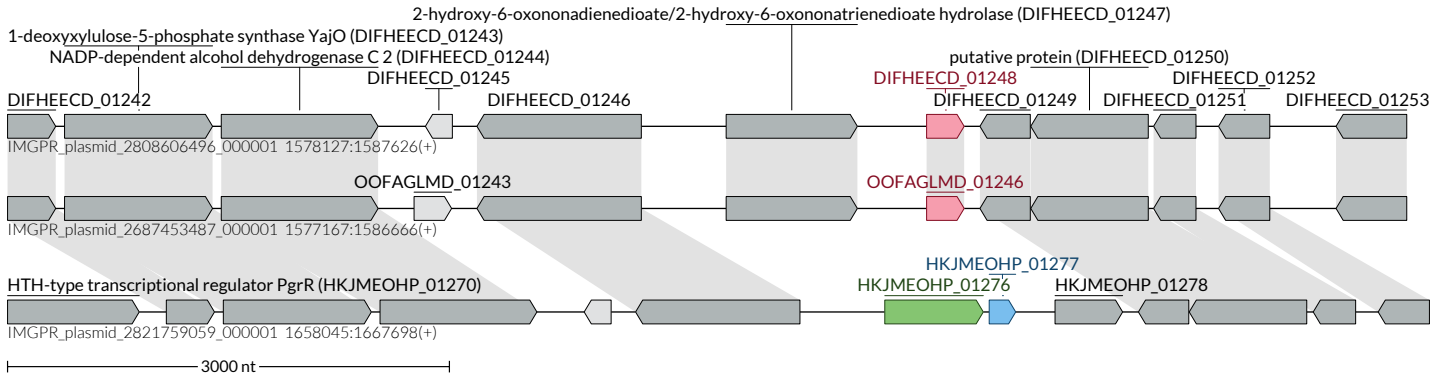 2-hydroxy-6-oxononadienedioate/2-hydroxy-6-oxononatrienedioate hydrolase (DIFHEECD_01247)
1-deoxyxylulose-5-phosphate synthase YajO (DIFHEECD_01243)
NADP-dependent alcohol dehydrogenase C 2 (DIFHEECD_01244)
putative protein (DIFHEECD_01250)
DIFHEECD_01245
DIFHEECD_01248
DIFHEECD_01252
DIFHEECD_01242
DIFHEECD_01246
DIFHEECD_01249
DIFHEECD_01251
DIFHEECD_01253
IMGPR_plasmid_2808606496_000001 1578127:1587626(+)
OOFAGLMD_01243
OOFAGLMD_01246
IMGPR_plasmid_2687453487_000001 1577167:1586666(+)
HKJMEOHP_01277
HTH-type transcriptional regulator PgrR (HKJMEOHP_01270)
HKJMEOHP_01276
HKJMEOHP_01278
IMGPR_plasmid_2821759059_000001 1658045:1667698(+)
3000 nt